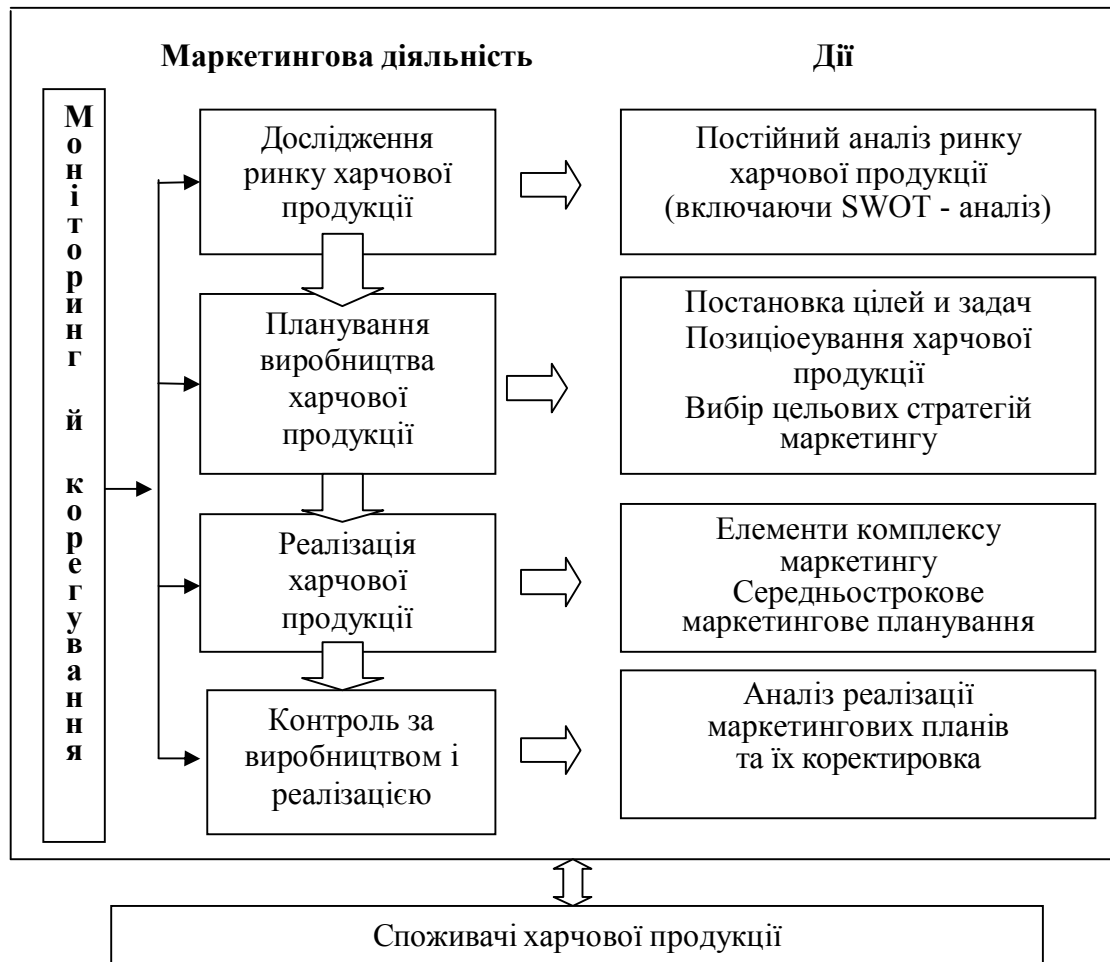 Маркетингова діяльність
Дії
Моніторинг й корегування
Дослідження
ринку харчової
продукції
Постійний аналіз ринку
харчової продукції
(включаючи SWOT - аналіз)
Планування
виробництва
харчової
продукції
Постановка цілей и задач
Позиціоеування харчової
продукції
Вибір цельових стратегій
маркетингу
Реалізація
харчової
продукції
Елементи комплексу
маркетингу
Середньострокове
маркетингове планування
Контроль за
виробництвом і
реалізацією
Аналіз реалізації
маркетингових планів
та їх коректировка
Споживачі харчової продукції